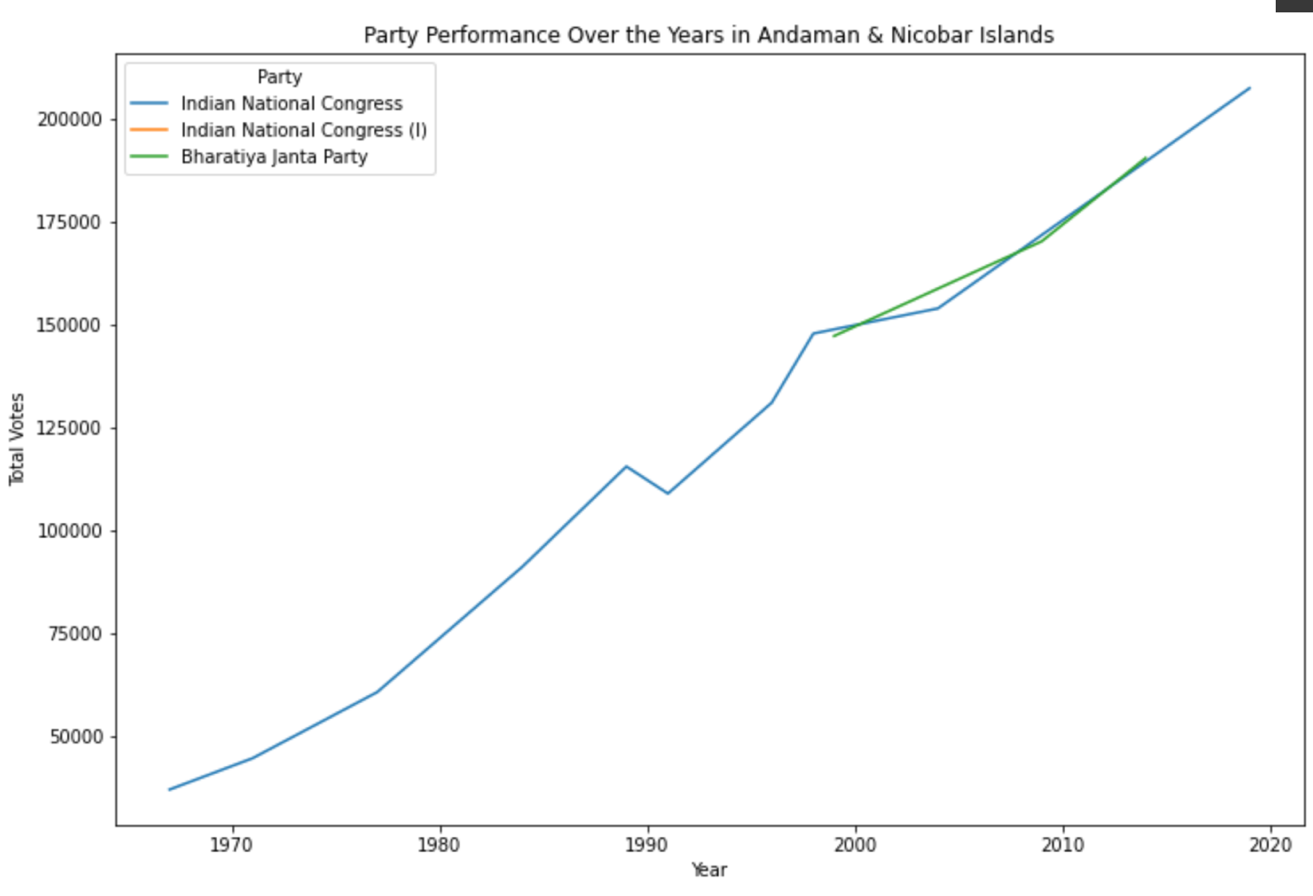 Party Performance Over the Years in Andaman & Nicobar Islands
Party
Indian National Congress
Indian National Congress (I)
Bharatiya Janta Party
200000
175000
150000
125000
100000
75000
50000
Total Votes
1970
1980
1990
2000
2010
2020
Year